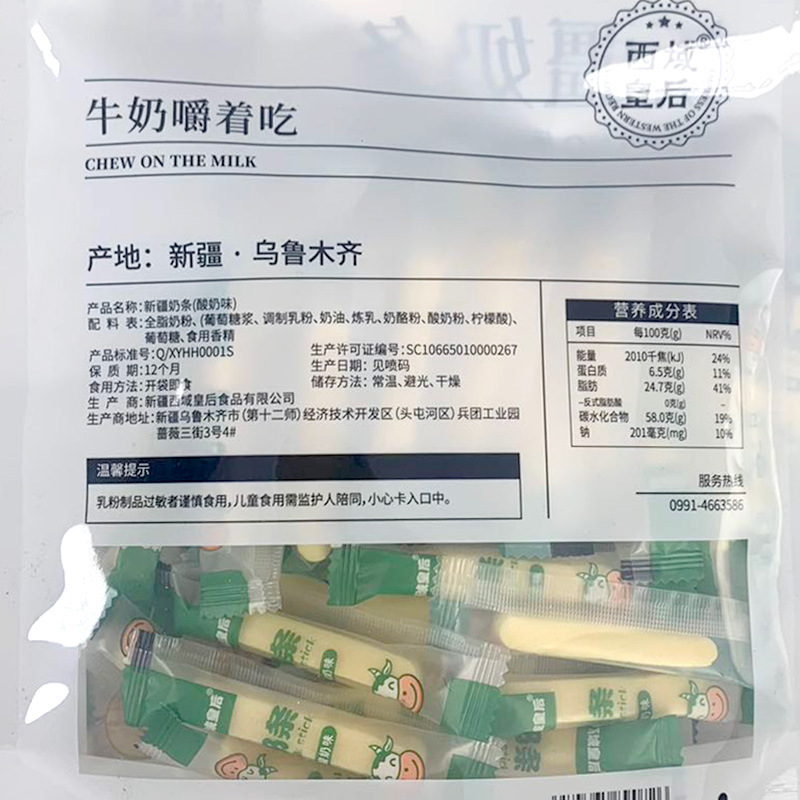 西域®
皇后
牛奶嚼着吃
CHEW ON THE MILK
产地：新疆·乌鲁木齐
产品名称：新疆奶条(酸奶味)
配 料 表：全脂奶粉、(葡萄糖浆、调制乳粉、奶油、炼乳、奶酪粉、酸奶粉、柠檬酸)、
葡萄糖、食用香精
产品标准号：Q/XYHH0001S
生产许可证编号：SC10665010000267
保 质 期：12个月
生产日期：见喷码
食用方法：开袋即食
储存方法：常温、避光、干燥
生 产 商：新疆西域皇后食品有限公司
生产商地址：新疆乌鲁木齐市(第十二师)经济技术开发区(头屯河区)兵团工业园
蔷薇三街3号4#
温馨提示
乳粉制品过敏者谨慎食用，儿童食用需监护人陪同，小心卡入口中。
营养成分表
项目 每100克(g) NRV%
能量 2010千焦(kJ) 24%
蛋白质 6.5克(g) 11%
脂肪 24.7克(g) 41%
–反式脂肪酸 0克(g) –
碳水化合物 58.0克(g) 19%
钠 201毫克(mg) 10%
服务热线
0991-4663586